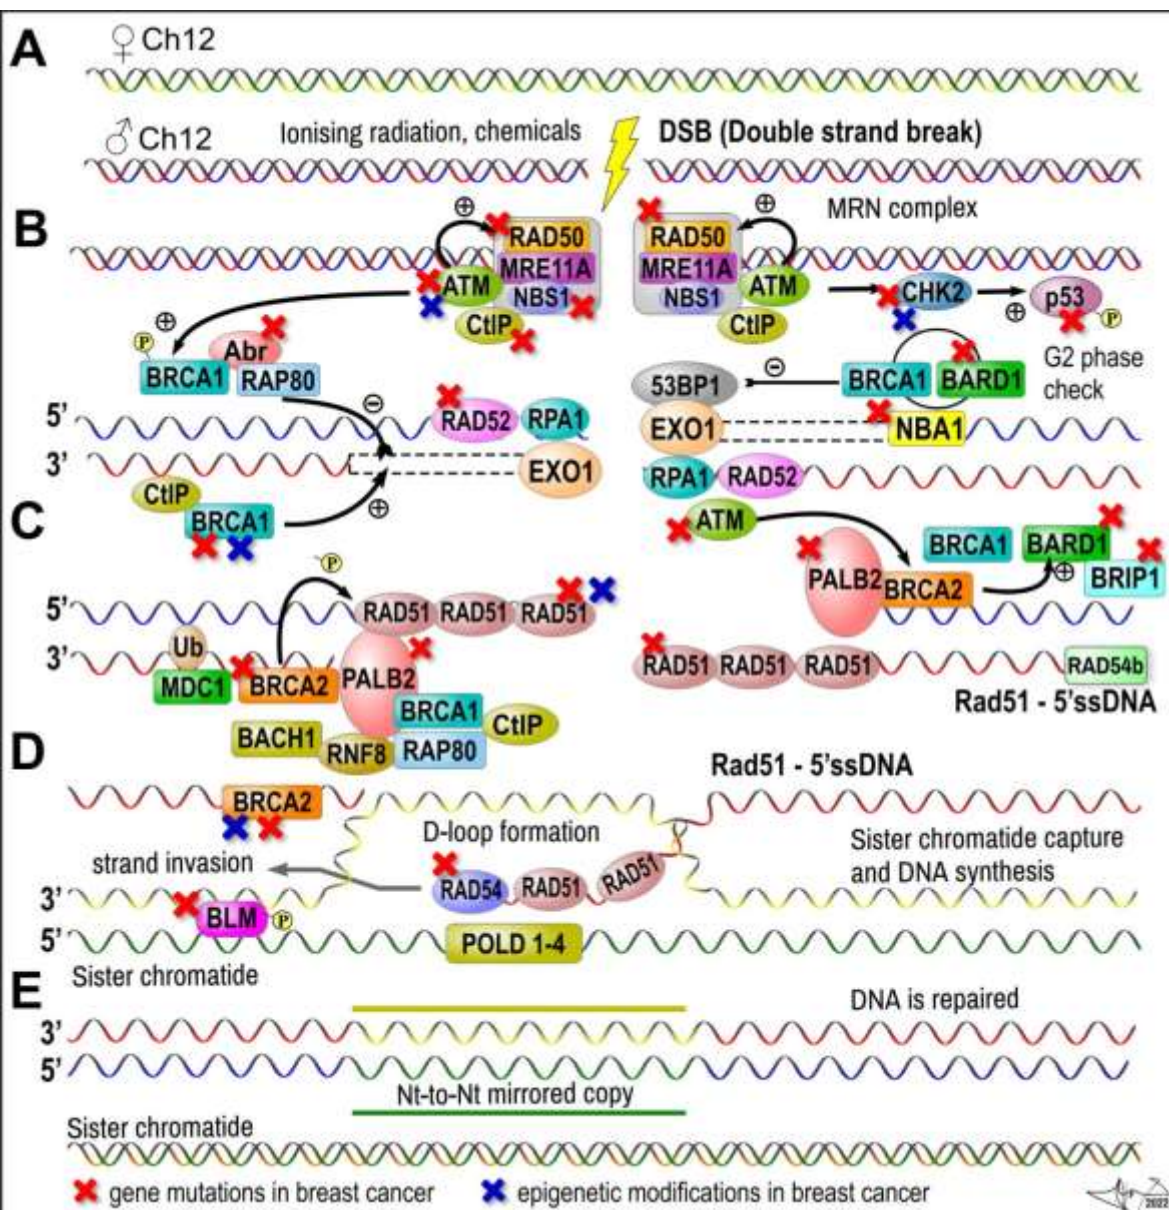 A
♀ Ch12
♂ Ch12
Ionising radiation, chemicals
DSB (Double strand break)
B
⊕
RAD50
MRE11A
NBS1
ATM
CtIP
RAD50
MRE11A
NBS1
ATM
CtIP
⊕
MRN complex
CHK2
⊕
p53
P
G2 phase
check
⊕
P
Abr
BRCA1
RAP80
⊖
53BP1
⊖
BRCA1
BARD1
5’
RAD52
RPA1
EXO1
NBA1
3’
EXO1
RPA1
RAD52
CtIP
BRCA1
⊕
C
ATM
PALB2
BRCA2
BRCA1
BARD1
⊕
BRIP1
P
5’
RAD51
RAD51
RAD51
3’
Ub
MDC1
BRCA2
PALB2
BRCA1
CtIP
BACH1
RNF8
RAP80
RAD51
RAD51
RAD51
RAD54b
Rad51 - 5’ssDNA
D
Rad51 - 5’ssDNA
BRCA2
D-loop formation
Sister chromatide capture
and DNA synthesis
strand invasion
RAD54
RAD51
RAD51
3’
BLM
P
5’
POLD 1-4
Sister chromatide
E
DNA is repaired
3’
5’
Nt-to-Nt mirrored copy
Sister chromatide
gene mutations in breast cancer
epigenetic modifications in breast cancer
2022